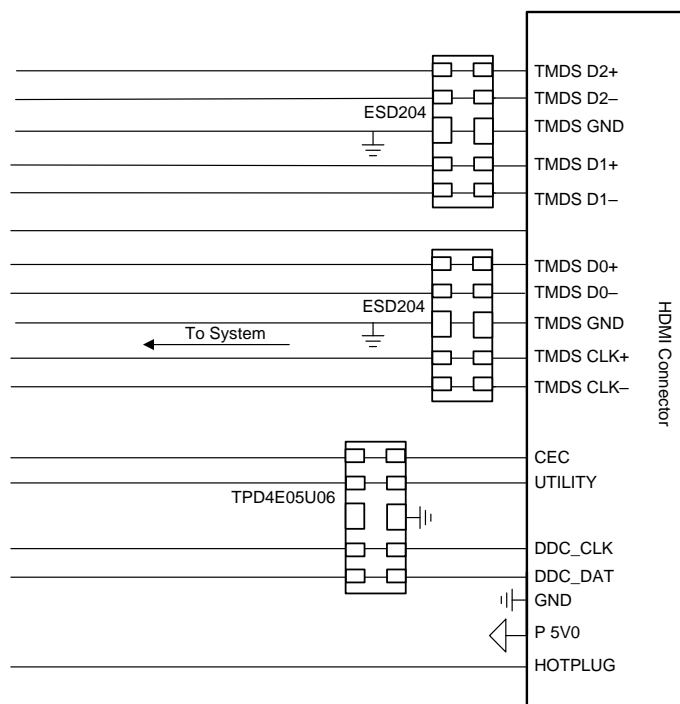 TMDS D2+
TMDS D2–
ESD204
TMDS GND
TMDS D1+
TMDS D1–
TMDS D0+
TMDS D0–
ESD204
TMDS GND
To System
TMDS CLK+
TMDS CLK–
HDMI Connector
CEC
UTILITY
TPD4E05U06
DDC_CLK
DDC_DAT
GND
P 5V0
HOTPLUG